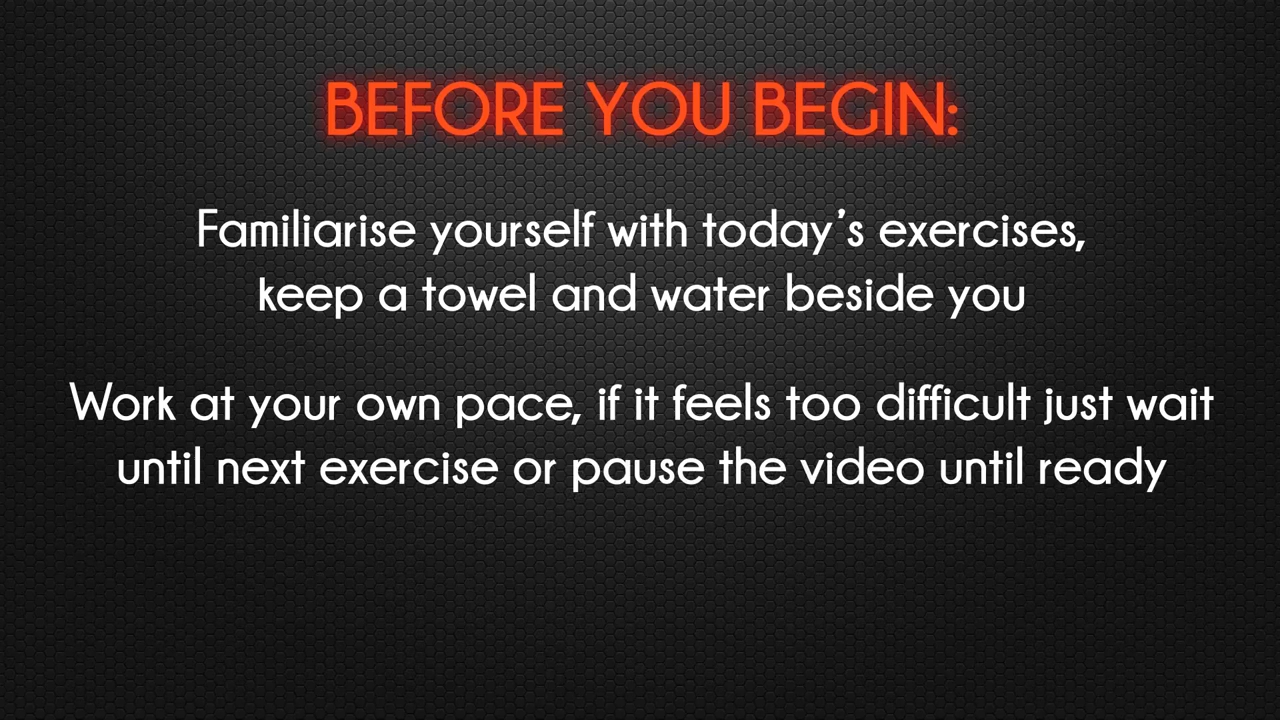 BEFORE YOU BEGIN:
Familiarise yourself with today's exercises,
keep a towel and water beside you
Work at your own pace, if it feels too difficult just wait
until next exercise or pause the video until ready